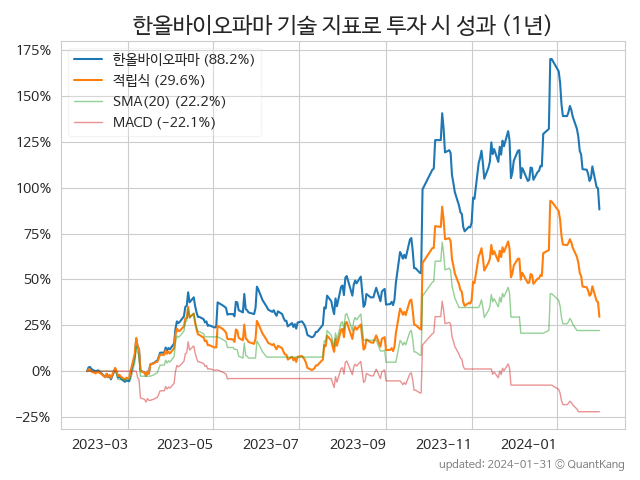 한올바이오파마 기술 지표로 투자 시 성과 (1년)
175%
150%
125%
100%
75%
50%
25%
0%
−25%
한올바이오파마 (88.2%)
적립식 (29.6%)
SMA(20) (22.2%)
MACD (−22.1%)
2023-03
2023-05
2023-07
2023-09
2023-11
2024-01
updated: 2024-01-31 © QuantKang